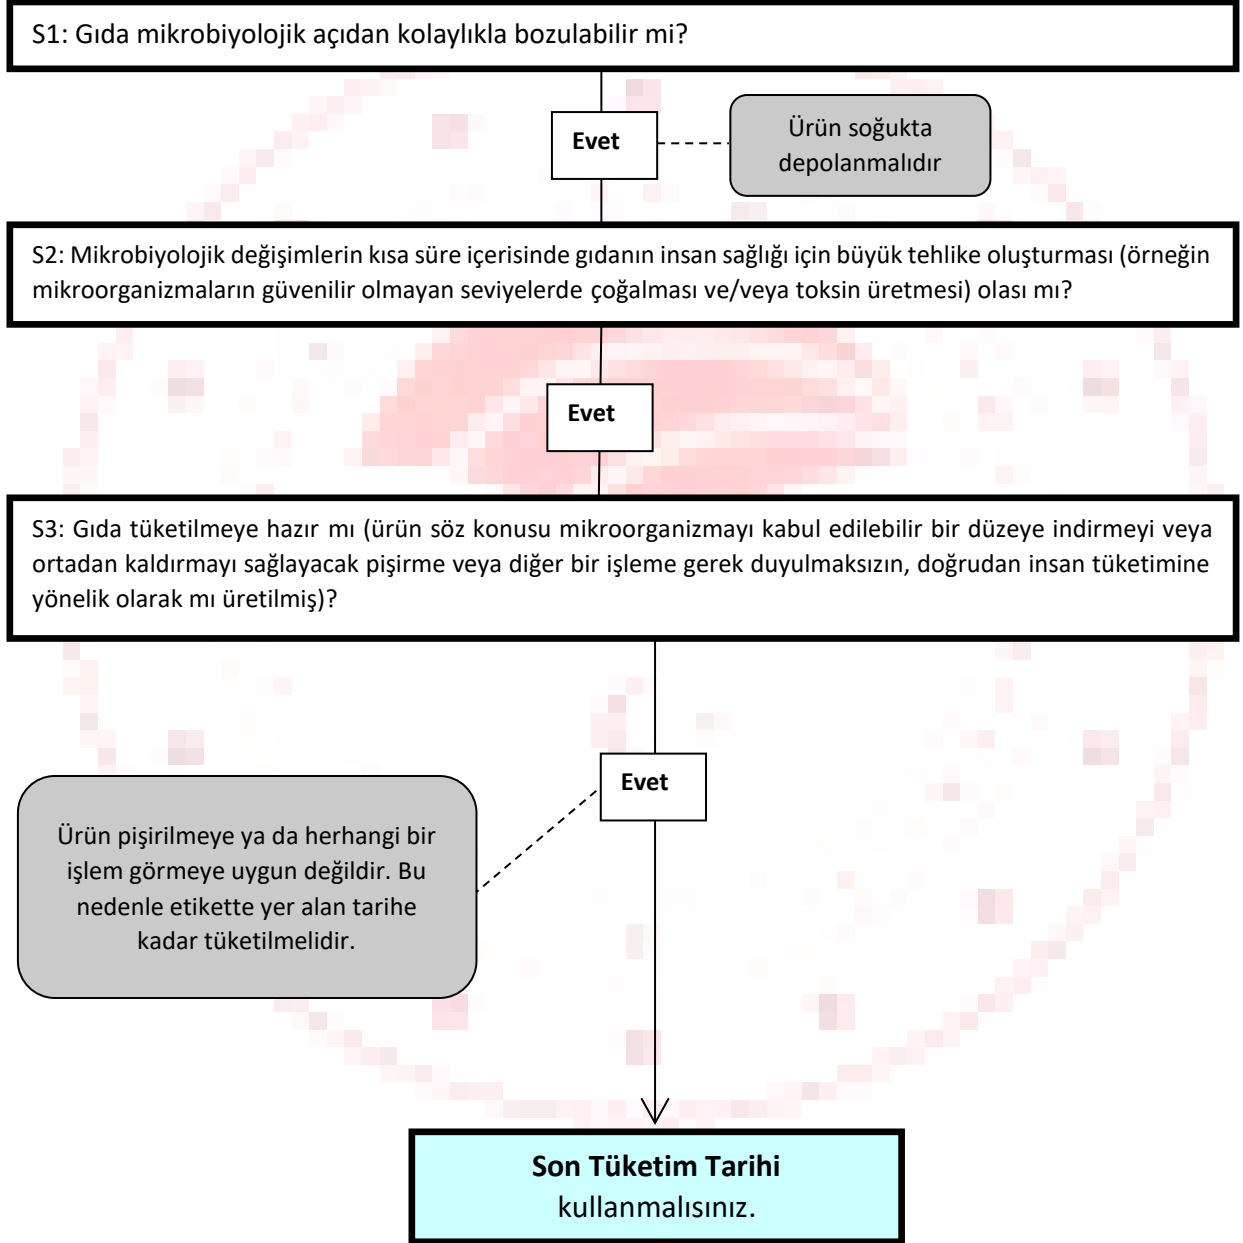 S1: Gıda mikrobiyolojik açıdan kolaylıkla bozulabilir mi?
Evet
Ürün soğukta
depolanmalıdır
S2: Mikrobiyolojik değişimlerin kısa süre içerisinde gıdanın insan sağlığı için büyük tehlike oluşturması (örneğin
mikroorganizmaların güvenilir olmayan seviyelerde çoğalması ve/veya toksin üretmesi) olası mı?
Evet
S3: Gıda tüketilmeye hazır mı (ürün söz konusu mikroorganizmayı kabul edilebilir bir düzeye indirmeyi veya
ortadan kaldırmayı sağlayacak pişirme veya diğer bir işleme gerek duyulmaksızın, doğrudan insan tüketimine
yönelik olarak mı üretilmiş)?
Evet
Ürün pişirilmeye ya da herhangi bir
işlem görmeye uygun değildir. Bu
nedenle etikette yer alan tarihe
kadar tüketilmelidir.
Son Tüketim Tarihi
kullanmalısınız.